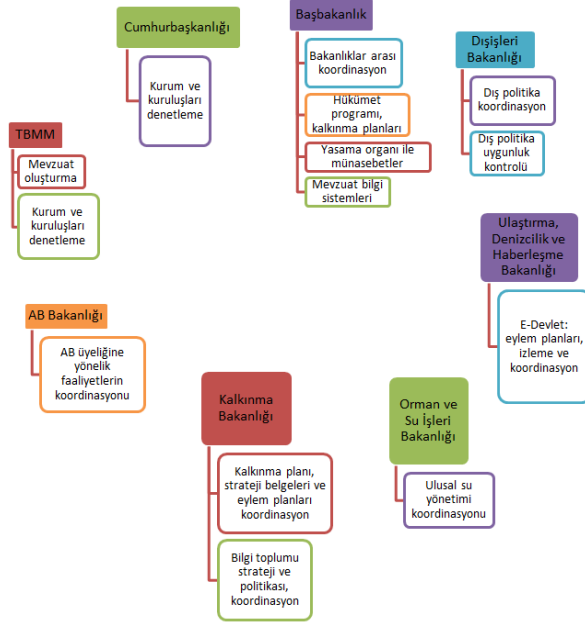 Cumhurbaşkanlığı
Kurum ve
kuruluşları
denetleme
Başbakanlık
Bakanlıklar arası
koordinasyon
Hükümet
programı,
kalkınma planları
Yasama organı ile
münasebetler
Mevzuat bilgi
sistemleri
Dışişleri
Bakanlığı
Dış politika
koordinasyon
Dış politika
uygunluk
kontrolü
TBMM
Mevzuat
oluşturma
Kurum ve
kuruluşları
denetleme
Ulaştırma,
Denizcilik ve
Haberleşme
Bakanlığı
E-Devlet:
eylem planları,
izleme ve
koordinasyon
AB Bakanlığı
AB üyeliğine
yönelik
faaliyetlerin
koordinasyonu
Kalkınma
Bakanlığı
Kalkınma planı,
strateji belgeleri ve
eylem planları
koordinasyon
Bilgi toplumu
strateji ve
politikası,
koordinasyon
Orman ve
Su İşleri
Bakanlığı
Ulusal su
yönetimi
koordinasyonu